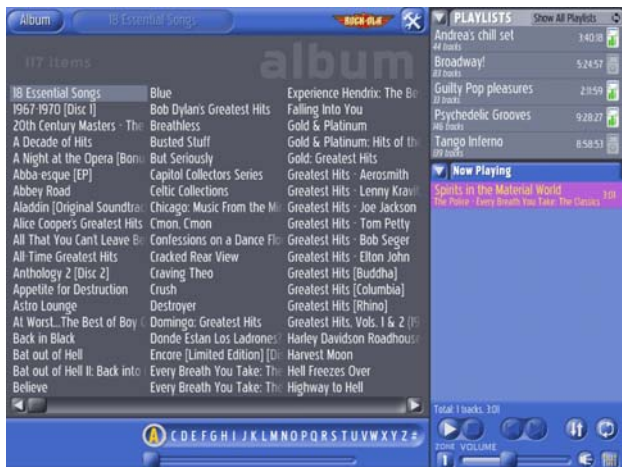 Album
18 Essential Songs
ROCK-OLA
117 items
album
18 Essential Songs
1967-1970 [Disc 1]
20th Century Masters - The
A Decade of Hits
A Night at the Opera [Bonu
Abba-esque [EP]
Abbey Road
Aladdin [Original Soundtrac
Alice Cooper's Greatest Hits
All That You Can't Leave Be
All-Time Greatest Hits
Anthology 2 [Disc 2]
Appetite for Destruction
Astro Lounge
At Worst...The Best of Boy G
Back in Black
Bat out of Hell
Bat out of Hell II: Back into
Believe
Blue
Bob Dylan's Greatest Hits
Breathless
Busted Stuff
But Seriously
Capitol Collectors Series
Celtic Collections
Chicago: Music From the Mi
Cmon, Cmon
Confessions on a Dance Flo
Cracked Rear View
Craving Theo
Crush
Destroyer
Domingo: Greatest Hits
Donde Estan Los Ladrones?
Encore [Limited Edition] [Di
Every Breath You Take: The
Every Breath You Take: The
Experience Hendrix: The Be
Falling Into You
Gold & Platinum
Gold & Platinum: Hits of the
Gold: Greatest Hits
Greatest Hits - Aerosmith
Greatest Hits - Lenny Kravit
Greatest Hits - Joe Jackson
Greatest Hits - Tom Petty
Greatest Hits - Bob Seger
Greatest Hits - Elton John
Greatest Hits [Buddha]
Greatest Hits [Columbia]
Greatest Hits [Rhino]
Greatest Hits, Vols. 1 & 2 (19
Harley Davidson Roadhouse
Harvest Moon
Hell Freezes Over
Highway to Hell
A C D E F G H I J K L M N O P Q R S T U V W X Y Z #
PLAYLISTS Show All Playlists
Andrea's chill set 3:40:18
44 tracks
Broadway! 5:24:57
83 tracks
Guilty Pop pleasures 2:11:59
33 tracks
Psychedelic Grooves 9:28:27
146 tracks
Tango Inferno 8:58:53
139 tracks
Now Playing
Spirits in the Material World 3:01
The Police - Every Breath You Take: The Classics
Total: 1 tracks, 3:01
ZONE VOLUME
1